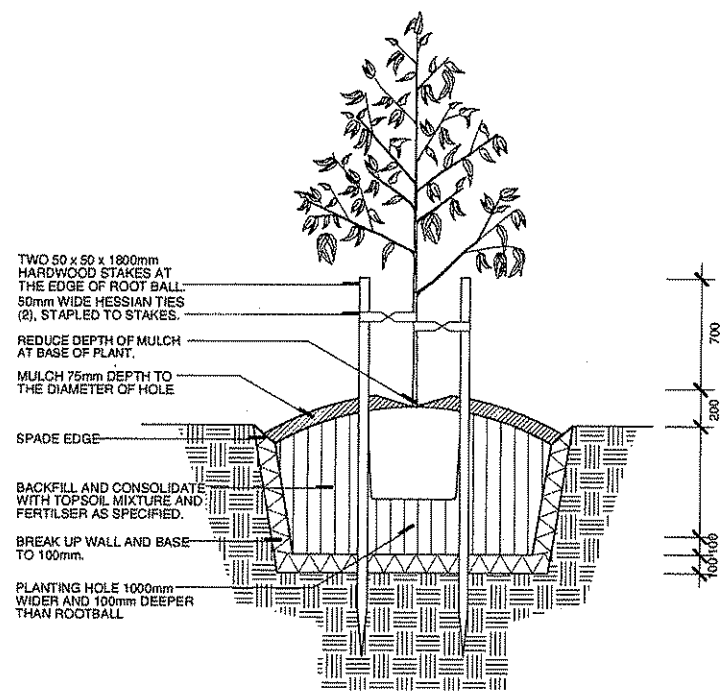 TWO 50 x 50 x 1800mm
HARDWOOD STAKES AT
THE EDGE OF ROOT BALL.
50mm WIDE HESSIAN TIES
(2), STAPLED TO STAKES.
REDUCE DEPTH OF MULCH
AT BASE OF PLANT.
MULCH 75mm DEPTH TO
THE DIAMETER OF HOLE
SPADE EDGE
BACKFILL AND CONSOLIDATE
WITH TOPSOIL MIXTURE AND
FERTILSER AS SPECIFIED.
BREAK UP WALL AND BASE
TO 100mm.
PLANTING HOLE 1000mm
WIDER AND 100mm DEEPER
THAN ROOTBALL
700
200
100
100